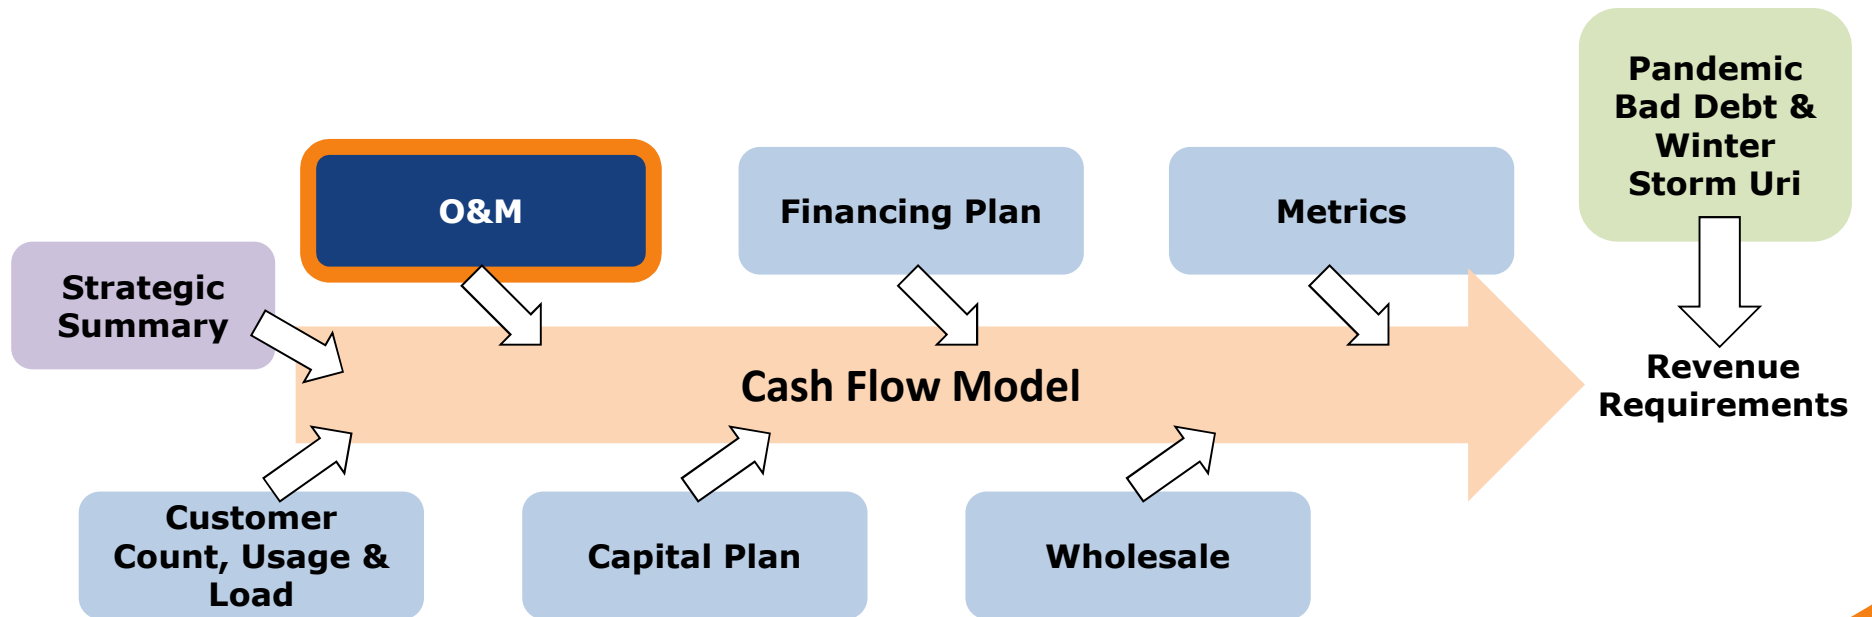 Pandemic
Bad Debt &
Winter
Storm Uri
O&M
Financing Plan
Metrics
Strategic
Summary
Cash Flow Model
Revenue
Requirements
Customer
Count, Usage &
Load
Capital Plan
Wholesale